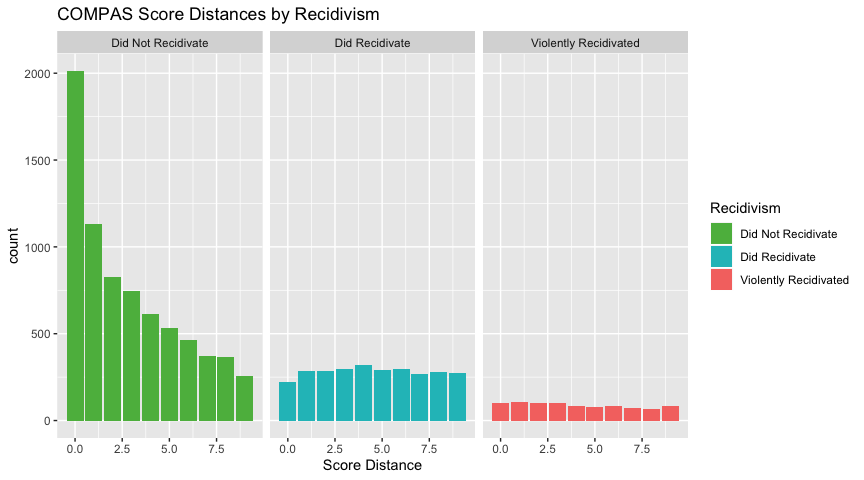 COMPAS Score Distances by Recidivism
Did Not Recidivate
Did Recidivate
Violently Recidivated
2000
1500
1000
500
0
count
0.0 2.5 5.0 7.5
0.0 2.5 5.0 7.5
0.0 2.5 5.0 7.5
Score Distance
Recidivism
Did Not Recidivate
Did Recidivate
Violently Recidivated